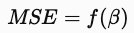 MSE = f(β)